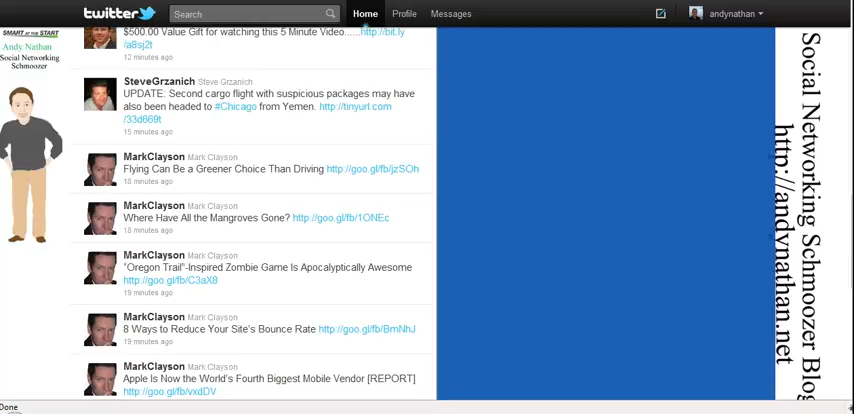 twitter
Search
Home
Profile
Messages
andynathan
SMART AT THE START
Andy Nathan
Social Networking
Schmoozer
$500.00 Value Gift for watching this 5 Minute Video......http://bit.ly
/a8sj2t
12 minutes ago
SteveGrzanich Steve Grzanich
UPDATE: Second cargo flight with suspicious packages may have
also been headed to #Chicago from Yemen. http://tinyurl.com
/33d669t
15 minutes ago
MarkClayson Mark Clayson
Flying Can Be a Greener Choice Than Driving http://goo.gl/fb/jzSOh
18 minutes ago
MarkClayson Mark Clayson
Where Have All the Mangroves Gone? http://goo.gl/fb/1ONEc
18 minutes ago
MarkClayson Mark Clayson
"Oregon Trail"-Inspired Zombie Game Is Apocalyptically Awesome
http://goo.gl/fb/C3aX8
19 minutes ago
MarkClayson Mark Clayson
8 Ways to Reduce Your Site's Bounce Rate http://goo.gl/fb/BmNhJ
19 minutes ago
MarkClayson Mark Clayson
Apple Is Now the World's Fourth Biggest Mobile Vendor [REPORT]
http://goo.gl/fb/vxdDV
Social Networking Schmoozer Blog
http://andynathan.net
Done